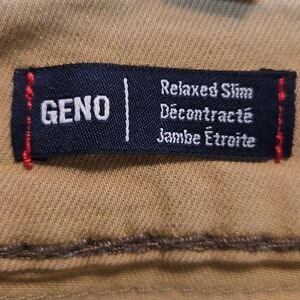 GENO
Relaxed Slim
Décontracté
Jambe Étroite